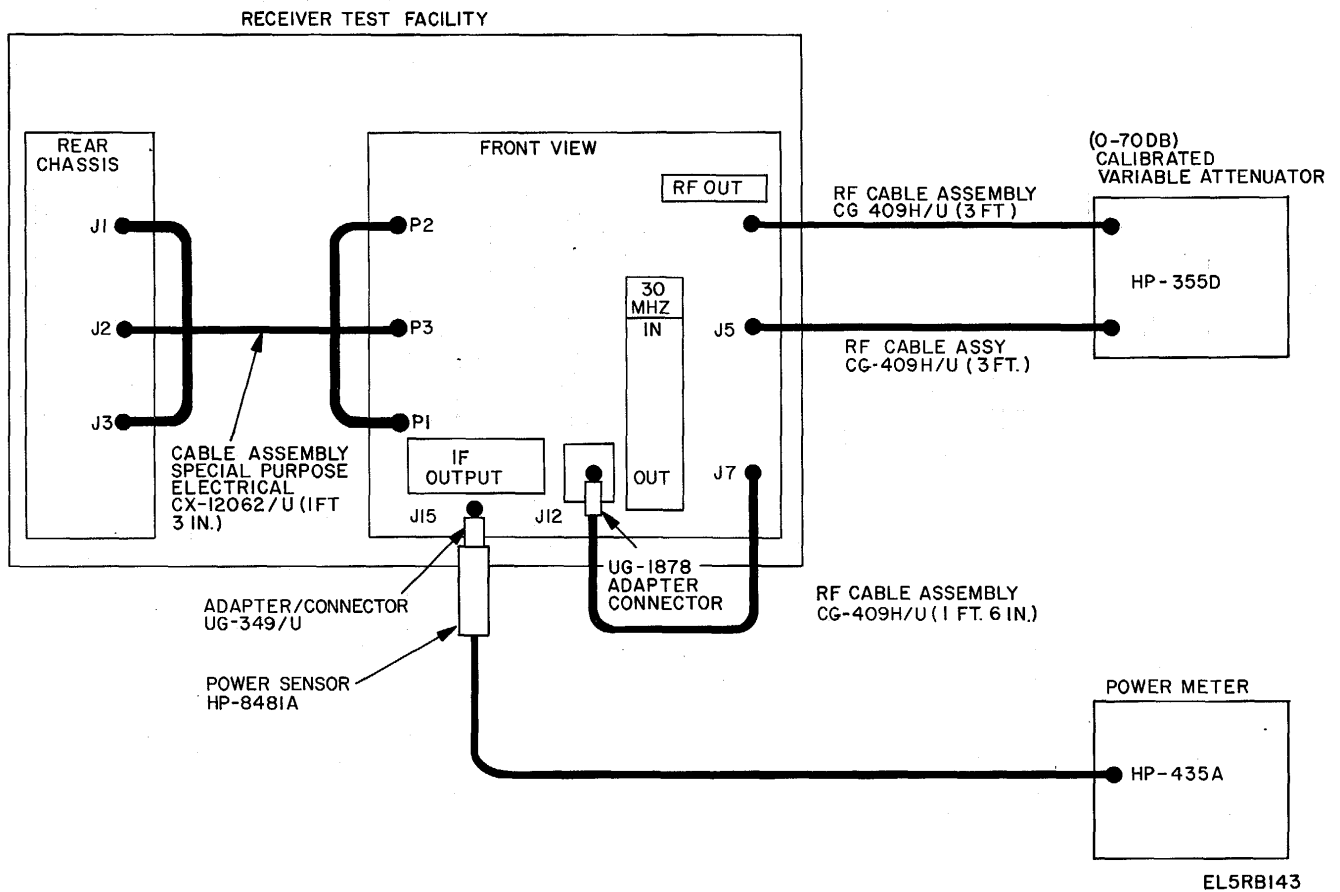 RECEIVER TEST FACILITY
REAR
CHASSIS
J1
J2
J3
CABLE ASSEMBLY
SPECIAL PURPOSE
ELECTRICAL
CX-12062/U (1FT
3 IN.)
FRONT VIEW
RF OUT
P2
P3
P1
30
MHZ
IN
OUT
J5
J7
IF
OUTPUT
J15
J12
UG-1878
ADAPTER
CONNECTOR
ADAPTER/CONNECTOR
UG-349/U
POWER SENSOR
HP-8481A
RF CABLE ASSEMBLY
CG 409H/U (3 FT)
RF CABLE ASSY
CG-409H/U (3 FT.)
(0-70DB)
CALIBRATED
VARIABLE ATTENUATOR
HP-355D
RF CABLE ASSEMBLY
CG-409H/U (1 FT. 6 IN.)
POWER METER
HP-435A
EL5RB143